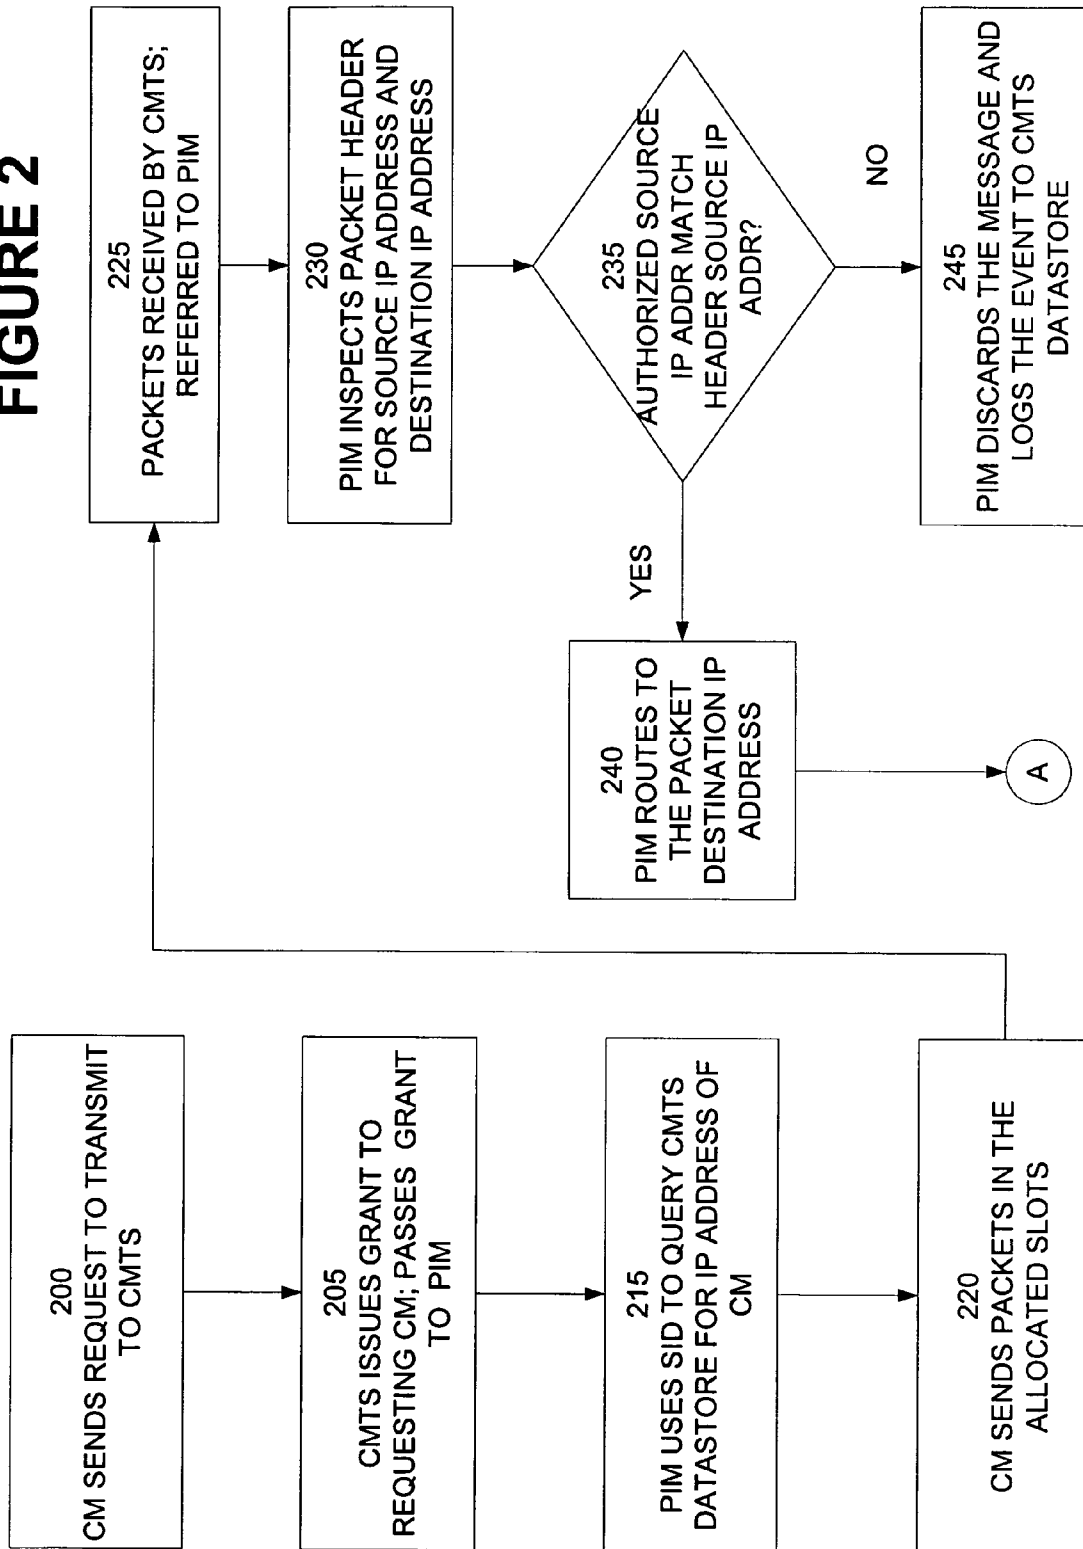 FIGURE 2
200
CM SENDS REQUEST TO TRANSMIT
TO CMTS
205
CMTS ISSUES GRANT TO
REQUESTING CM; PASSES GRANT
TO PIM
215
PIM USES SID TO QUERY CMTS
DATASTORE FOR IP ADDRESS OF
CM
220
CM SENDS PACKETS IN THE
ALLOCATED SLOTS
225
PACKETS RECEIVED BY CMTS;
REFERRED TO PIM
230
PIM INSPECTS PACKET HEADER
FOR SOURCE IP ADDRESS AND
DESTINATION IP ADDRESS
235
AUTHORIZED SOURCE
IP ADDR MATCH
HEADER SOURCE IP
ADDR?
YES
NO
240
PIM ROUTES TO
THE PACKET
DESTINATION IP
ADDRESS
A
245
PIM DISCARDS THE MESSAGE AND
LOGS THE EVENT TO CMTS
DATASTORE